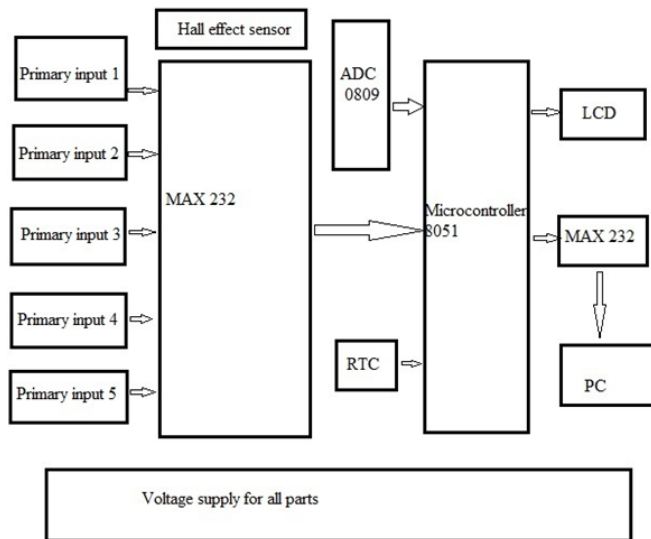 Hall effect sensor
Primary input 1
Primary input 2
Primary input 3
Primary input 4
Primary input 5
MAX 232
ADC
0809
RTC
Microcontroller
8051
LCD
MAX 232
PC
Voltage supply for all parts